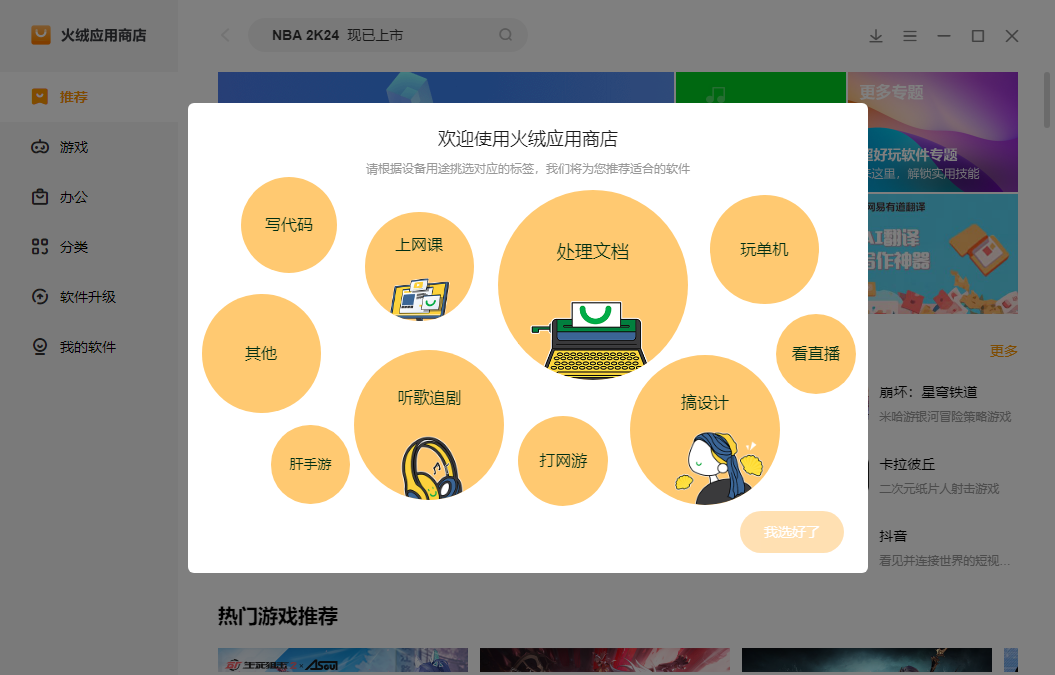 火绒应用商店
NBA 2K24 现已上市
推荐
游戏
办公
分类
软件升级
我的软件
更多专题
超好玩软件专题
来这里，解锁实用技能
网易有道翻译
AI翻译
写作神器
欢迎使用火绒应用商店
请根据设备用途挑选对应的标签，我们将为您推荐适合的软件
写代码
上网课
处理文档
玩单机
其他
听歌追剧
搞设计
看直播
肝手游
打网游
我选好了
更多
崩坏：星穹铁道
米哈游银河冒险策略游戏
卡拉彼丘
二次元纸片人射击游戏
抖音
看见并连接世界的短视...
热门游戏推荐